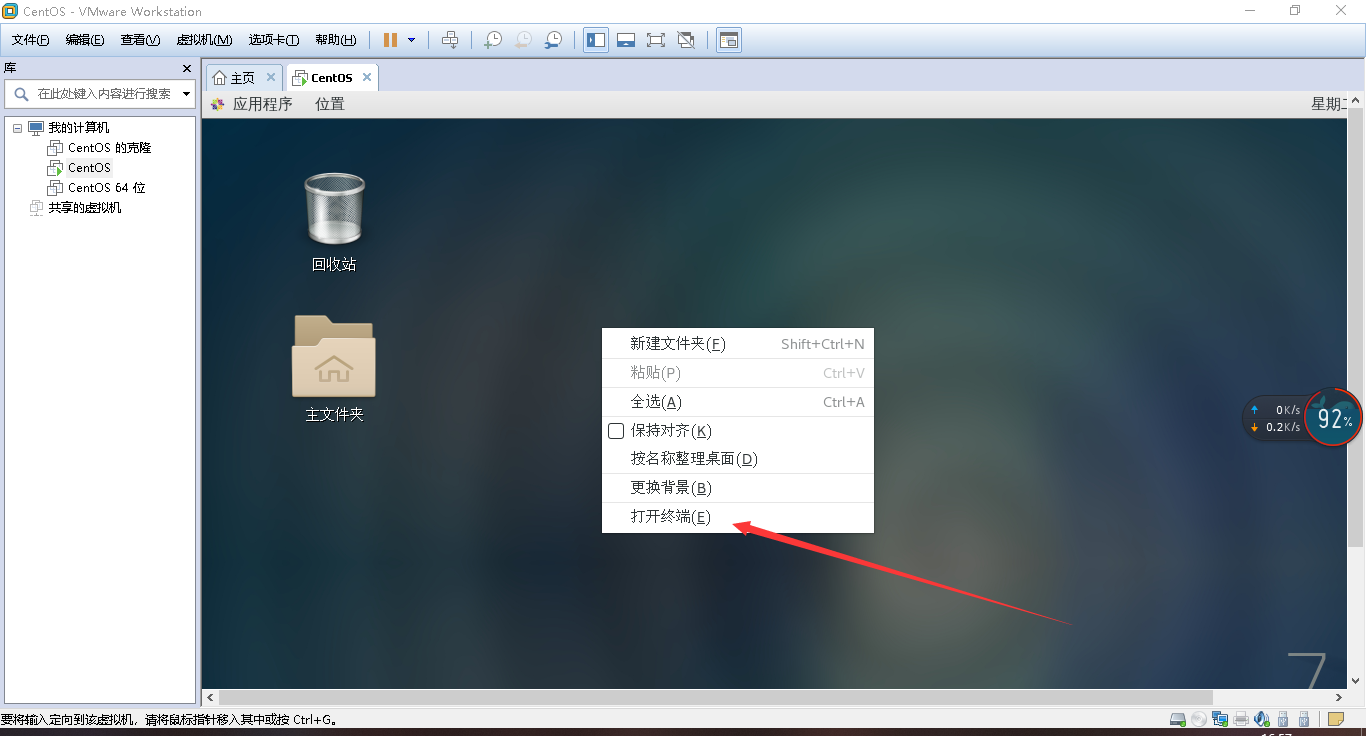 CentOS - VMware Workstation
文件(F) 编辑(E) 查看(V) 虚拟机(M) 选项卡(T) 帮助(H)
库
主页
CentOS
在此处键入内容进行搜索
应用程序 位置
星期二
我的计算机
CentOS 的克隆
CentOS
CentOS 64 位
共享的虚拟机
回收站
主文件夹
新建文件夹(F) Shift+Ctrl+N
粘贴(P) Ctrl+V
全选(A) Ctrl+A
保持对齐(K)
按名称整理桌面(D)
更换背景(B)
打开终端(E)
0K/s
0.2K/s
92%
7
要将输入定向到该虚拟机，请将鼠标指针移入其中或按 Ctrl+G。